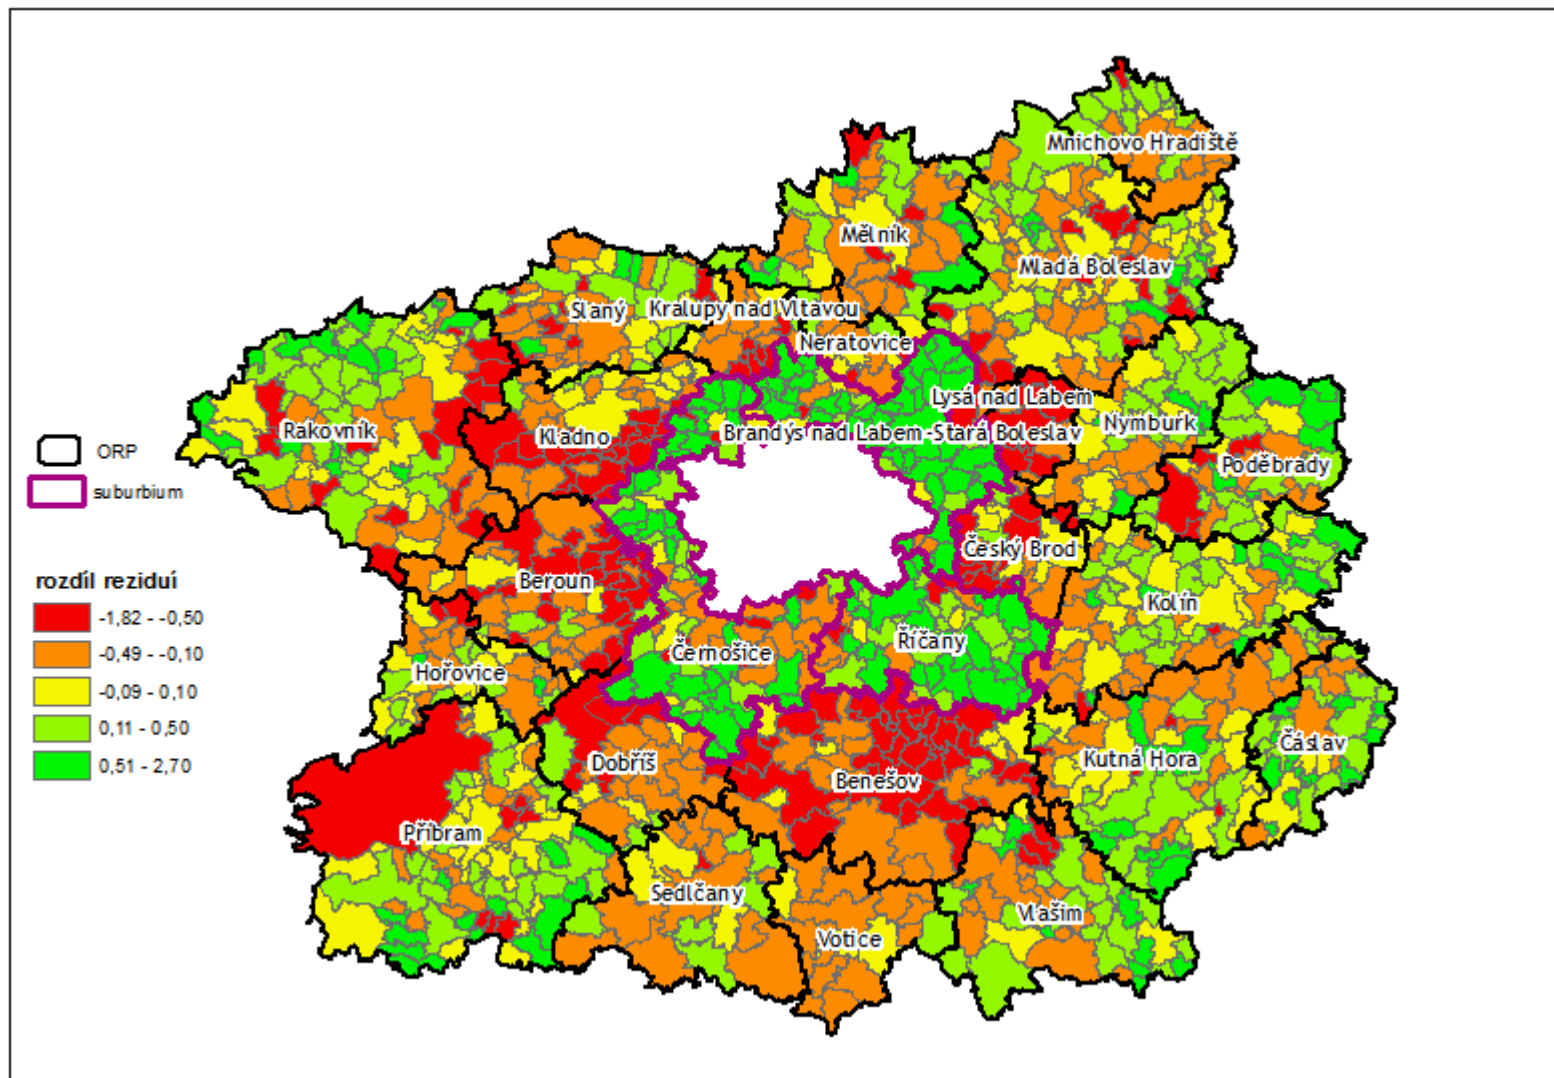 Mnichovo Hradiště
Mělník
Mladá Boleslav
Slaný
Kralupy nad Vltavou
Neratovice
Lysá nad Labem
Rakovník
Kladno
Brandýs nad Labem-Stará Boleslav
Nymburk
Poděbrady
ORP
suburbium
Český Brod
rozdíl reziduí
Beroun
Kolín
-1,82 - -0,50
-0,49 - -0,10
Černošice
Říčany
-0,09 - 0,10
Hořovice
0,11 - 0,50
0,51 - 2,70
Dobříš
Benešov
Kutná Hora
Čáslav
Příbram
Sedlčany
Votice
Vlašim